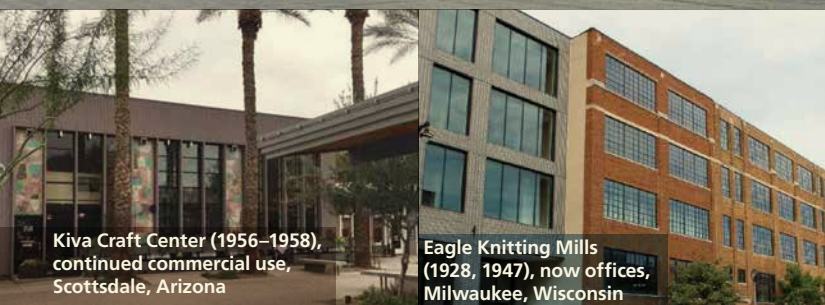 Kiva Craft Center (1956–1958),
continued commercial use,
Scottsdale, Arizona
Eagle Knitting Mills
(1928, 1947), now offices,
Milwaukee, Wisconsin